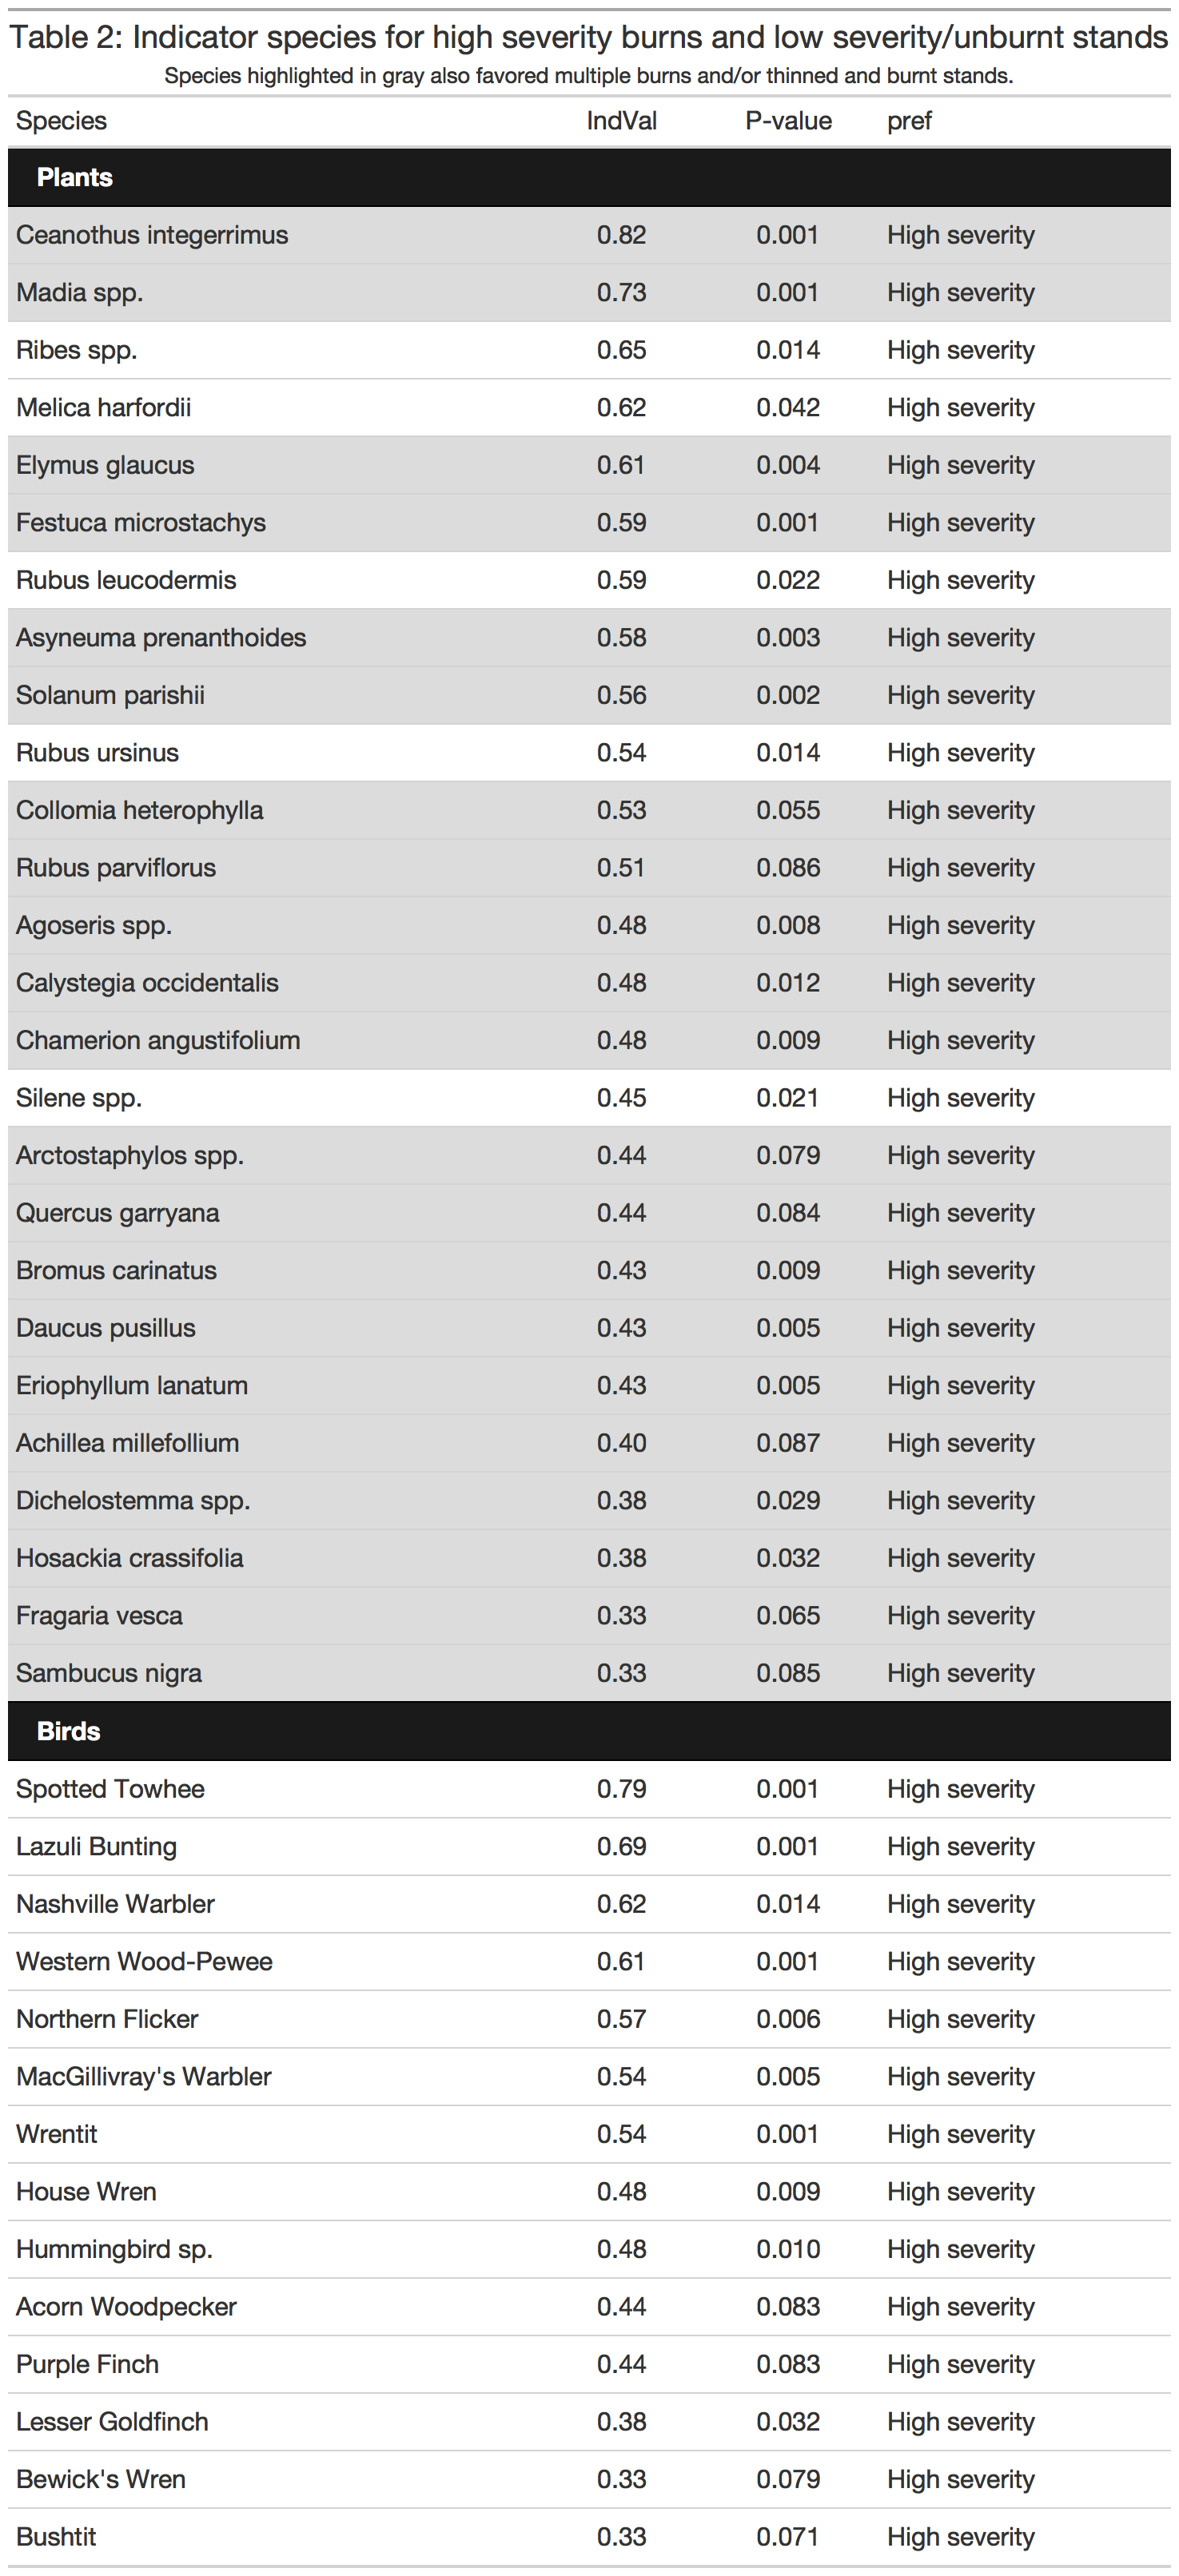 Table 2: Indicator species for high severity burns and low severity/unburnt stands
Species highlighted in gray also favored multiple burns and/or thinned and burnt stands.
Species IndVal P-value pref
Plants
Ceanothus integerrimus 0.82 0.001 High severity
Madia spp. 0.73 0.001 High severity
Ribes spp. 0.65 0.014 High severity
Melica harfordii 0.62 0.042 High severity
Elymus glaucus 0.61 0.004 High severity
Festuca microstachys 0.59 0.001 High severity
Rubus leucodermis 0.59 0.022 High severity
Asyneuma prenanthoides 0.58 0.003 High severity
Solanum parishii 0.56 0.002 High severity
Rubus ursinus 0.54 0.014 High severity
Collomia heterophylla 0.53 0.055 High severity
Rubus parviflorus 0.51 0.086 High severity
Agoseris spp. 0.48 0.008 High severity
Calystegia occidentalis 0.48 0.012 High severity
Chamerion angustifolium 0.48 0.009 High severity
Silene spp. 0.45 0.021 High severity
Arctostaphylos spp. 0.44 0.079 High severity
Quercus garryana 0.44 0.084 High severity
Bromus carinatus 0.43 0.009 High severity
Daucus pusillus 0.43 0.005 High severity
Eriophyllum lanatum 0.43 0.005 High severity
Achillea millefollium 0.40 0.087 High severity
Dichelostemma spp. 0.38 0.029 High severity
Hosackia crassifolia 0.38 0.032 High severity
Fragaria vesca 0.33 0.065 High severity
Sambucus nigra 0.33 0.085 High severity
Birds
Spotted Towhee 0.79 0.001 High severity
Lazuli Bunting 0.69 0.001 High severity
Nashville Warbler 0.62 0.014 High severity
Western Wood-Pewee 0.61 0.001 High severity
Northern Flicker 0.57 0.006 High severity
MacGillivray's Warbler 0.54 0.005 High severity
Wrentit 0.54 0.001 High severity
House Wren 0.48 0.009 High severity
Hummingbird sp. 0.48 0.010 High severity
Acorn Woodpecker 0.44 0.083 High severity
Purple Finch 0.44 0.083 High severity
Lesser Goldfinch 0.38 0.032 High severity
Bewick's Wren 0.33 0.079 High severity
Bushtit 0.33 0.071 High severity